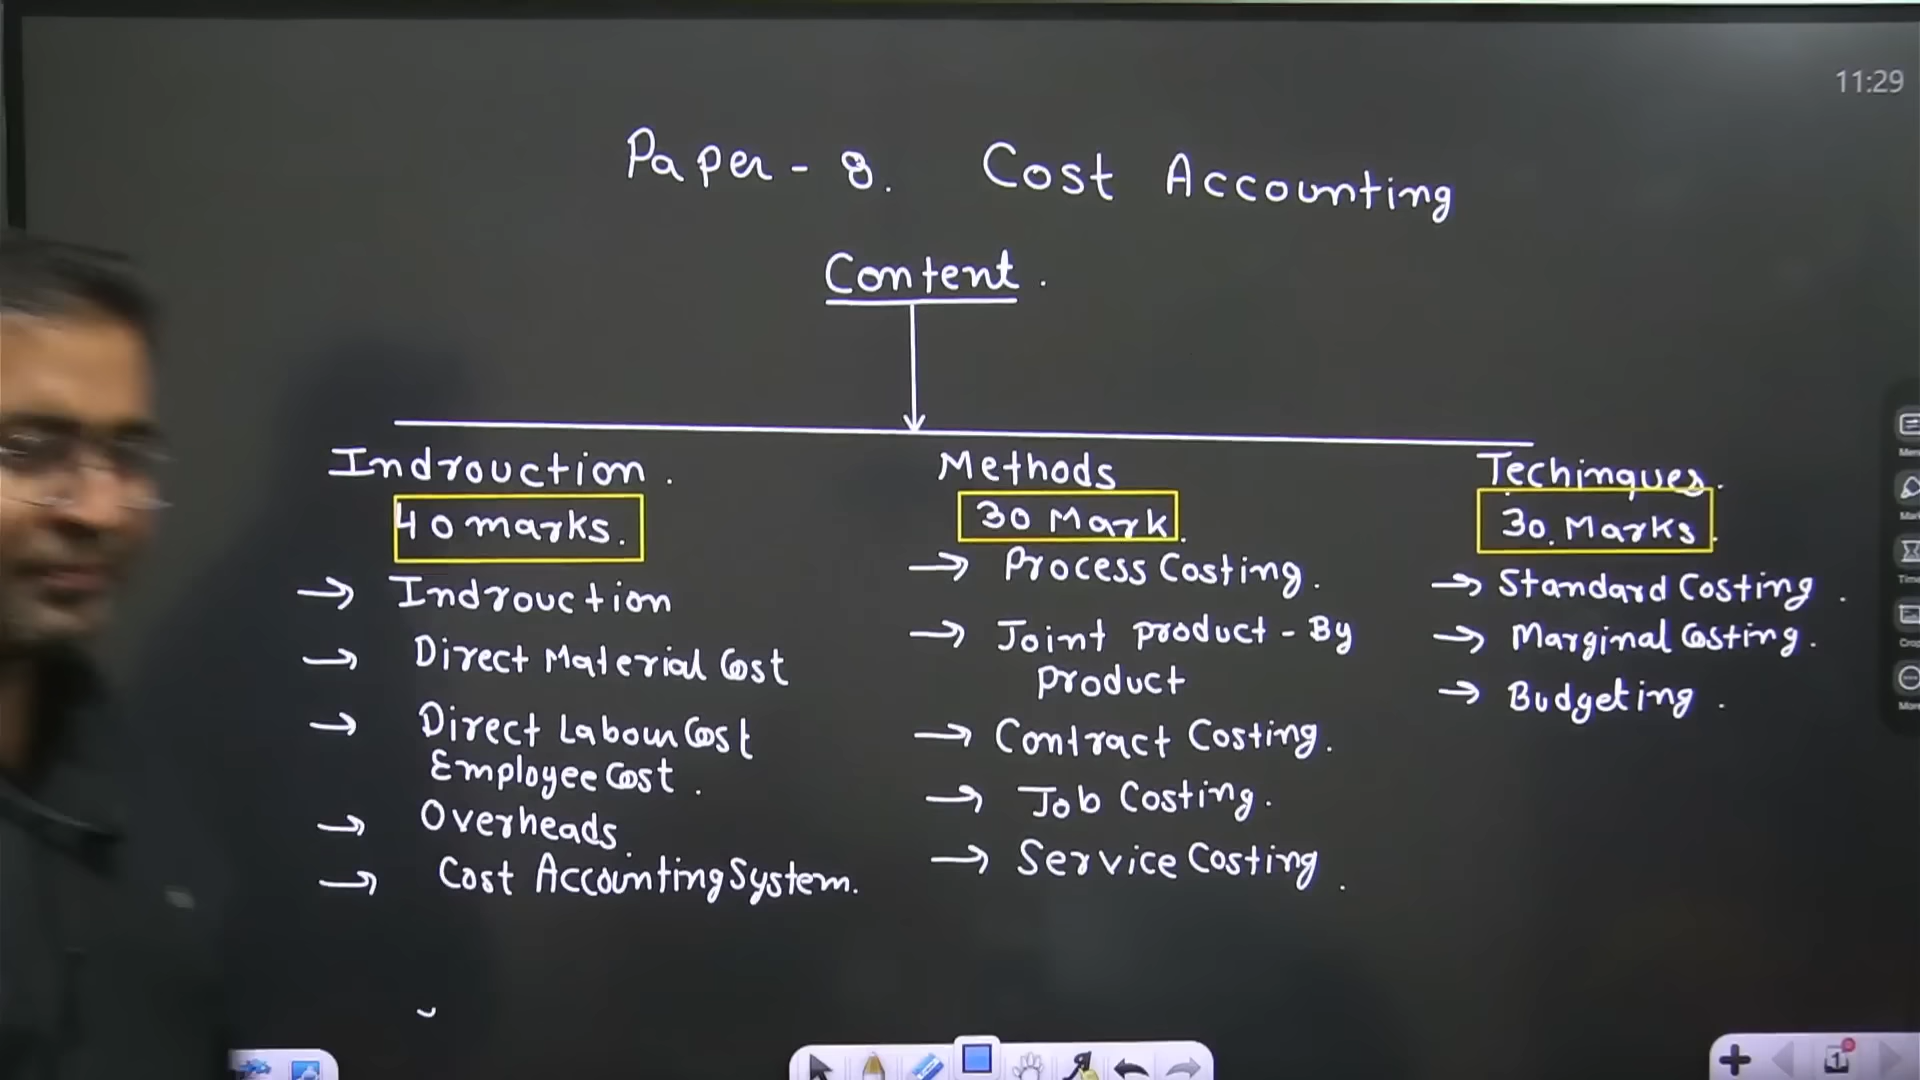 11:29
Paper - 8. Cost Accounting
Content.
Indrouction.
40 marks.
→ Indrouction
→ Direct Material Cost
→ Direct Labour Cost
Employee Cost.
→ Overheads
→ Cost Accounting System.
Methods
30 Mark.
→ Process Costing.
→ Joint product - By
product
→ Contract Costing.
→ Job Costing.
→ Service Costing.
Techinques.
30. Marks.
→ Standard Costing.
→ Marginal Costing.
→ Budgeting.
1